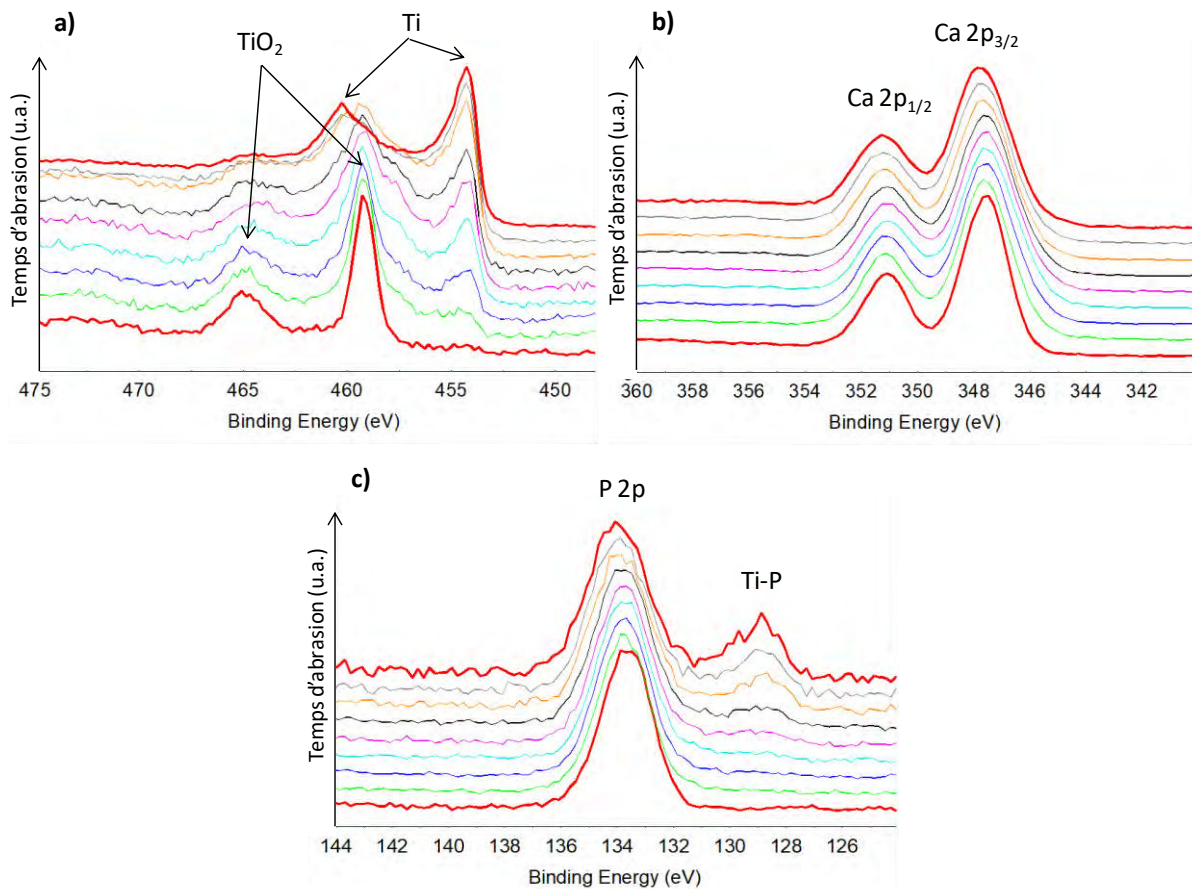 a)
TiO₂
Ti
Temps d'abrasion (u.a.)
475 470 465 460 455 450
Binding Energy (eV)
b)
Ca 2p₁/₂
Ca 2p₃/₂
Temps d'abrasion (u.a.)
360 358 356 354 352 350 348 346 344 342
Binding Energy (eV)
c)
P 2p
Ti-P
Temps d'abrasion (u.a.)
144 142 140 138 136 134 132 130 128 126
Binding Energy (eV)